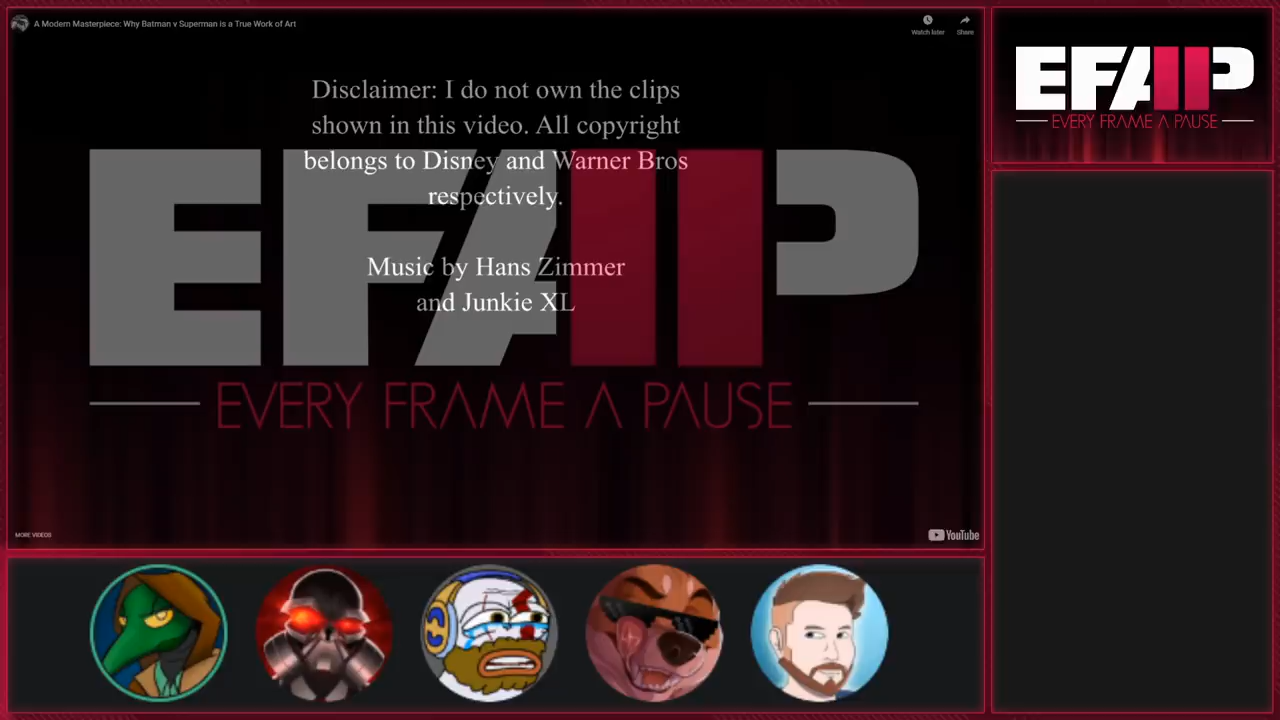 A Modern Masterpiece: Why Batman v Superman is a True Work of Art
Watch later
Share
Disclaimer: I do not own the clips
shown in this video. All copyright
belongs to Disney and Warner Bros
respectively.
Music by Hans Zimmer
and Junkie XL
EFAP
EVERY FRAME A PAUSE
MORE VIDEOS
YouTube
EFAP
EVERY FRAME A PAUSE